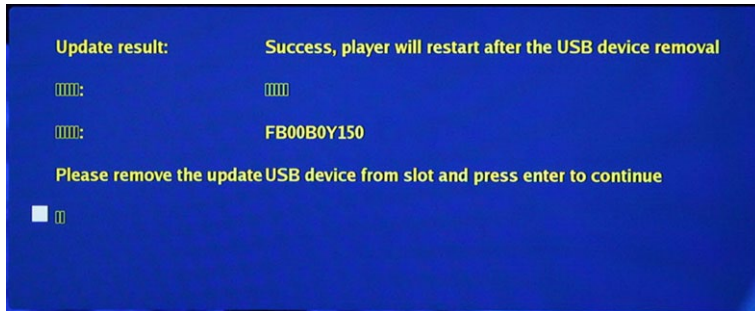 Update result: Success, player will restart after the USB device removal
FB00B0Y150
Please remove the update USB device from slot and press enter to continue